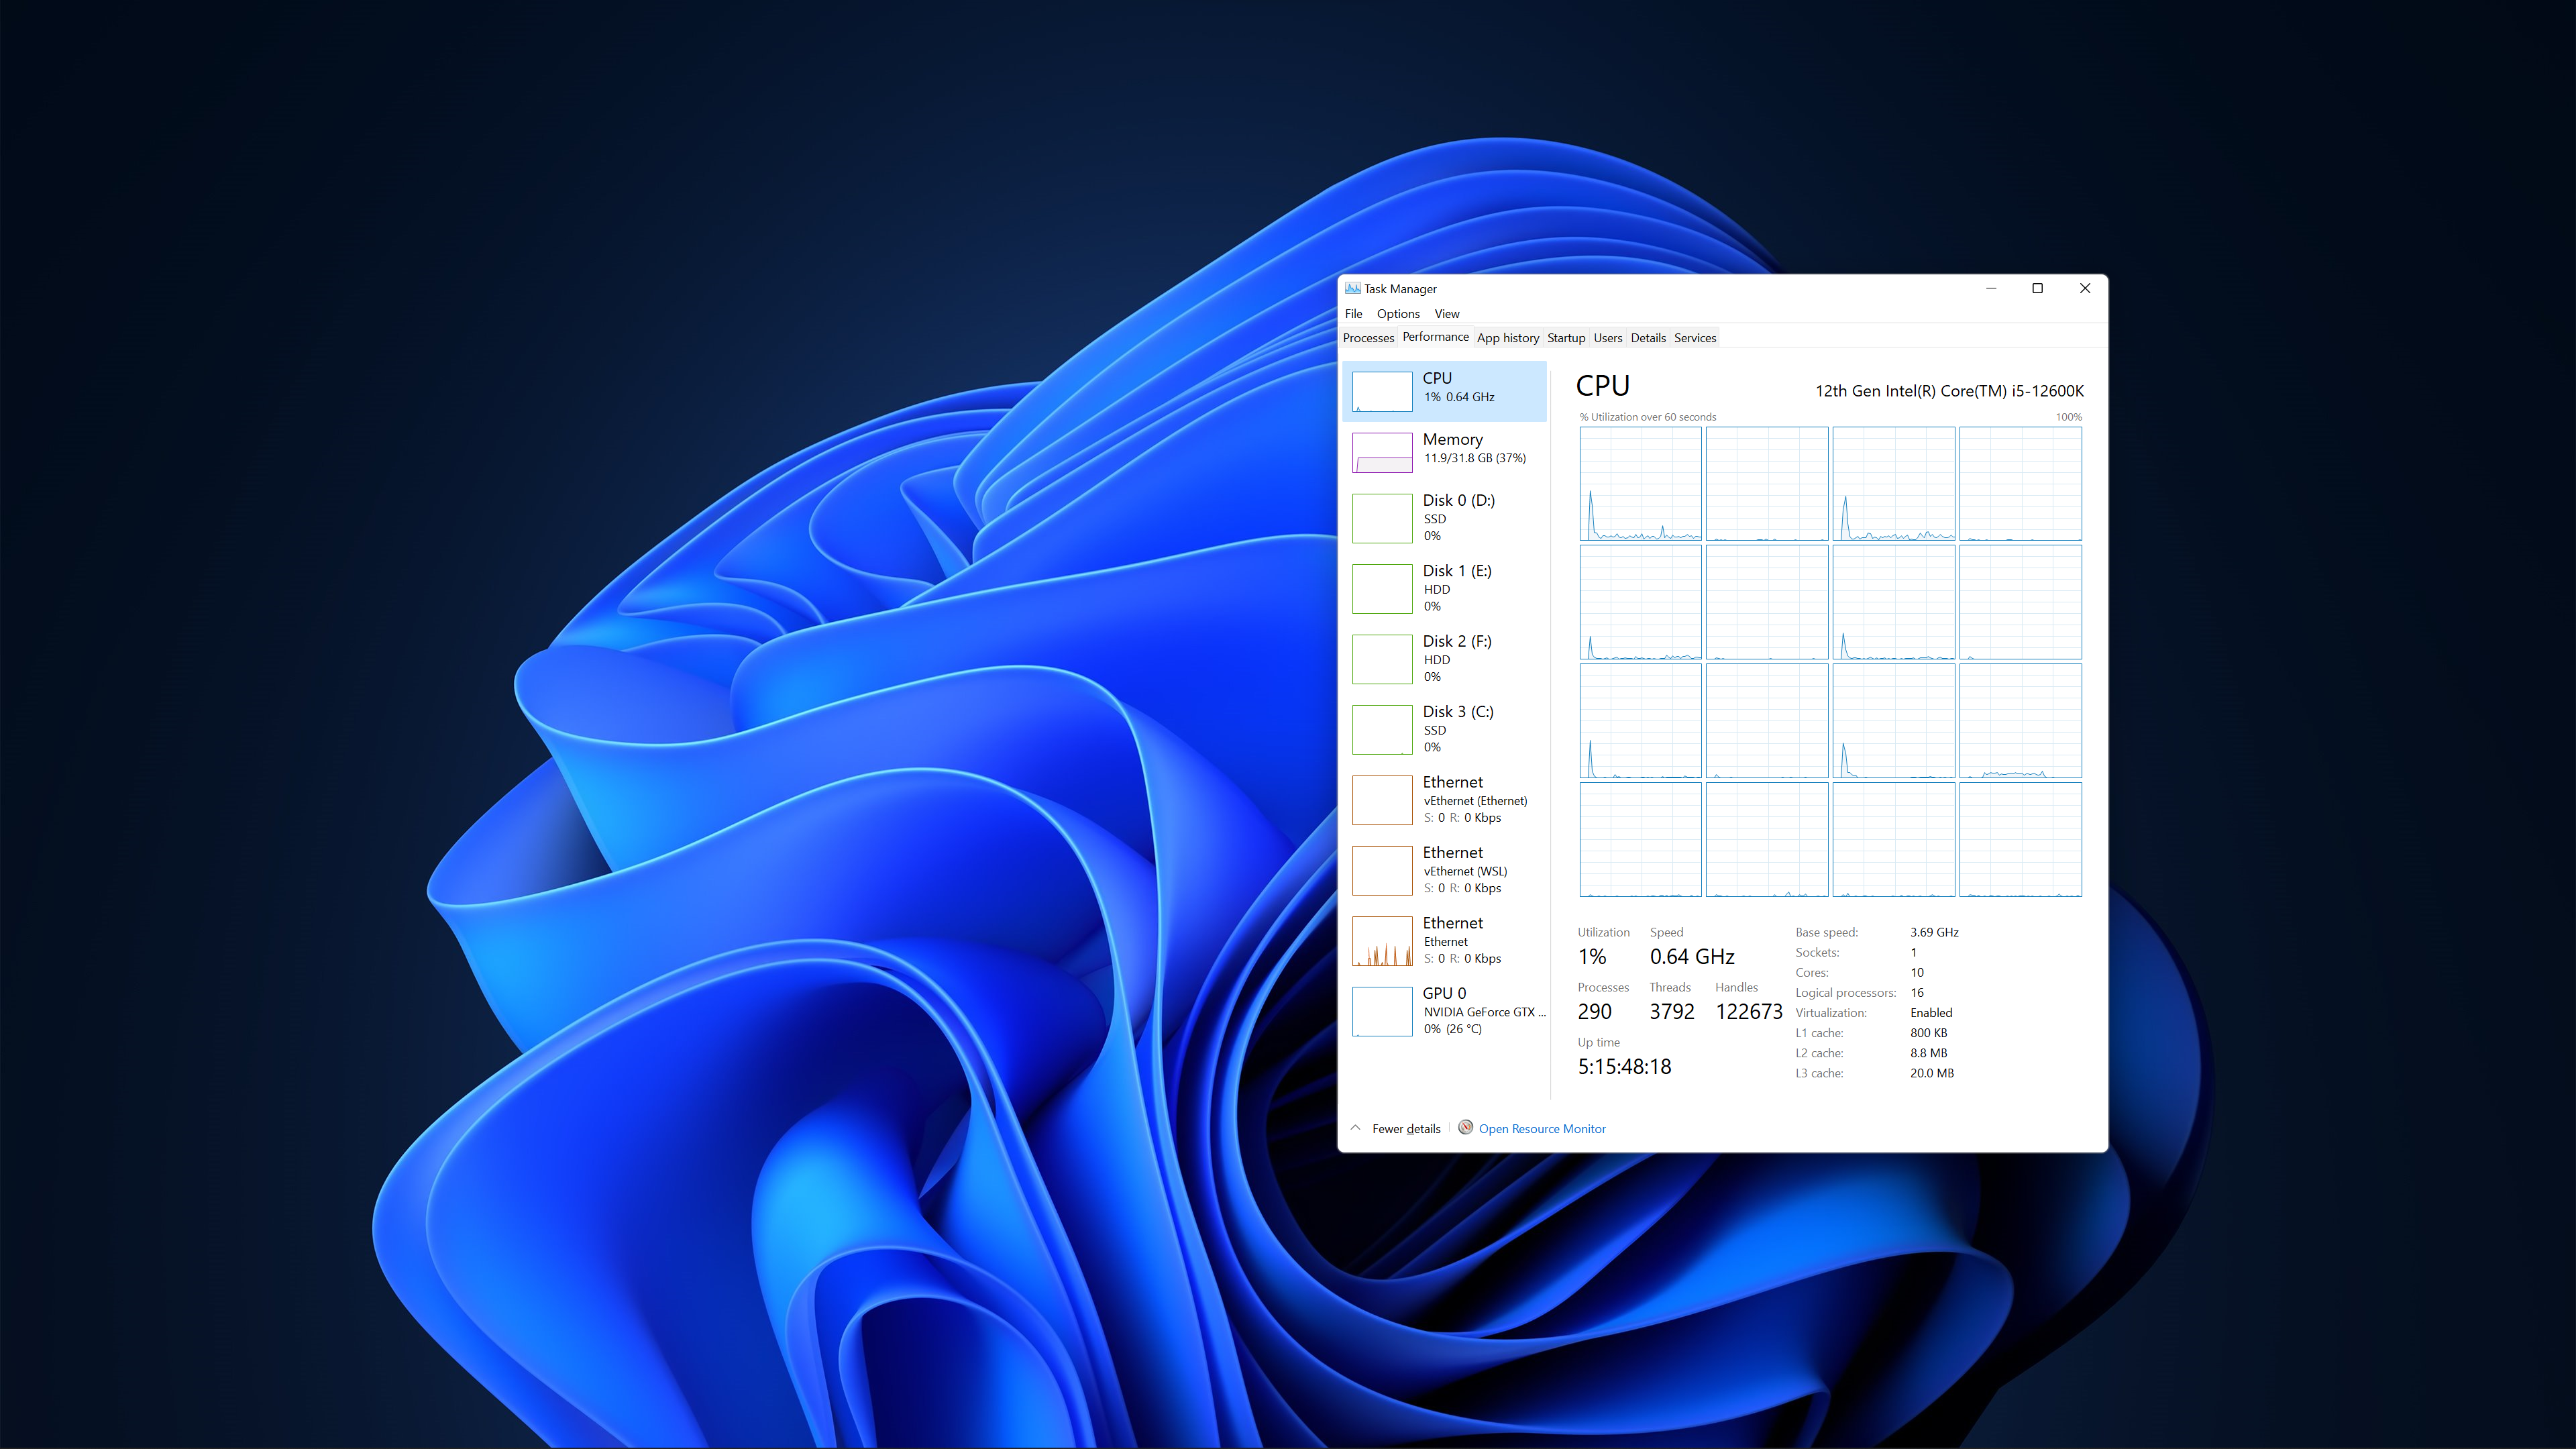 Task Manager
File Options View
Processes Performance App history Startup Users Details Services
CPU
1% 0.64 GHz
Memory
11.9/31.8 GB (37%)
Disk 0 (D:)
SSD
0%
Disk 1 (E:)
HDD
0%
Disk 2 (F:)
HDD
0%
Disk 3 (C:)
SSD
0%
Ethernet
vEthernet (Ethernet)
S: 0 R: 0 Kbps
Ethernet
vEthernet (WSL)
S: 0 R: 0 Kbps
Ethernet
Ethernet
S: 0 R: 0 Kbps
GPU 0
NVIDIA GeForce GTX ...
0% (26 °C)
CPU 12th Gen Intel(R) Core(TM) i5-12600K
% Utilization over 60 seconds 100%
Utilization Speed
1% 0.64 GHz
Processes Threads Handles
290 3792 122673
Up time
5:15:48:18
Base speed: 3.69 GHz
Sockets: 1
Cores: 10
Logical processors: 16
Virtualization: Enabled
L1 cache: 800 KB
L2 cache: 8.8 MB
L3 cache: 20.0 MB
Fewer details Open Resource Monitor